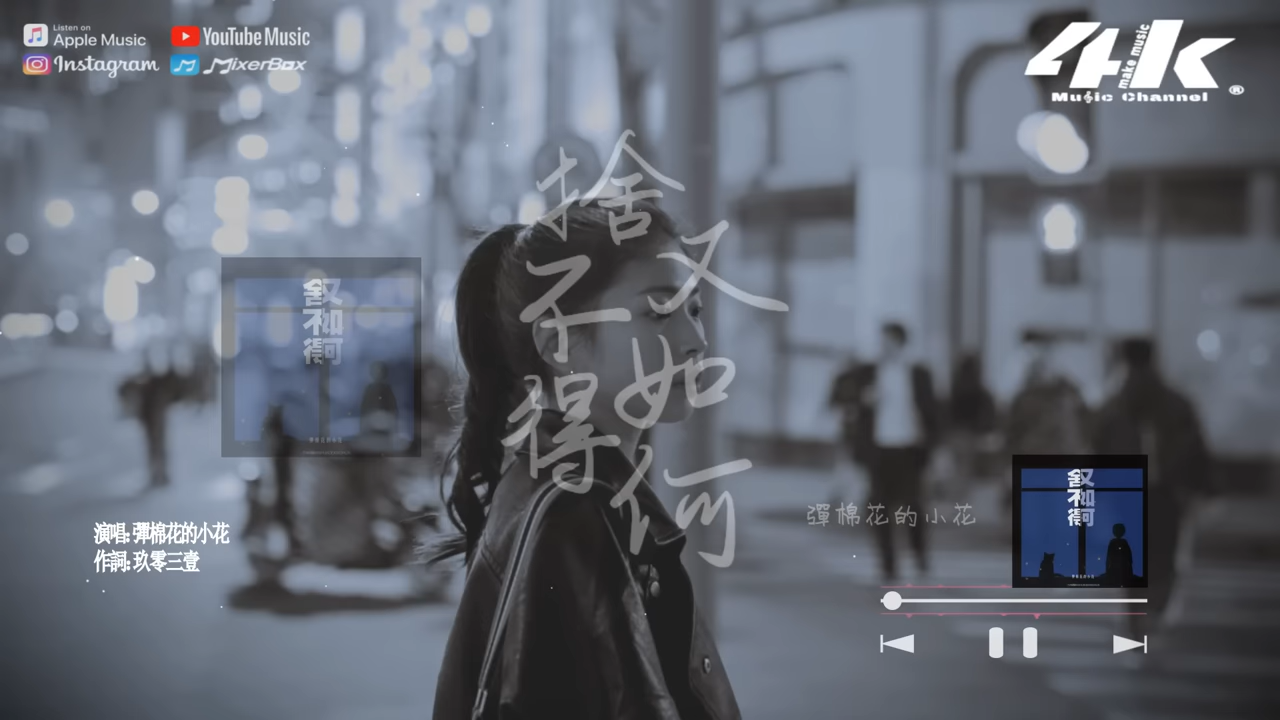 Listen on
Apple Music
YouTube Music
Instagram
MixerBox
4k
make music
Music Channel
®
捨不得
又如何
彈棉花的小花
演唱: 彈棉花的小花
作詞: 玖零三壹